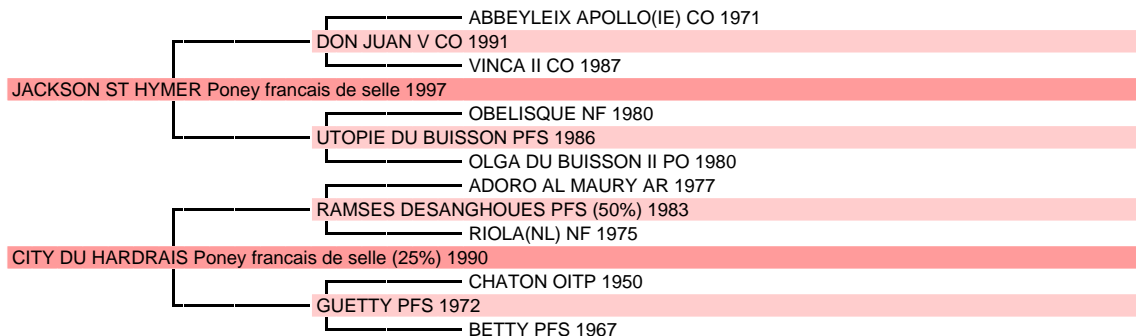 ABBEYLEIX APOLLO(IE) CO 1971
DON JUAN V CO 1991
VINCA II CO 1987
JACKSON ST HYMER Poney francais de selle 1997
OBELISQUE NF 1980
UTOPIE DU BUISSON PFS 1986
OLGA DU BUISSON II PO 1980
ADORO AL MAURY AR 1977
RAMSES DESANGHOUES PFS (50%) 1983
RIOLA(NL) NF 1975
CITY DU HARDRAIS Poney francais de selle (25%) 1990
CHATON OITP 1950
GUETTY PFS 1972
BETTY PFS 1967